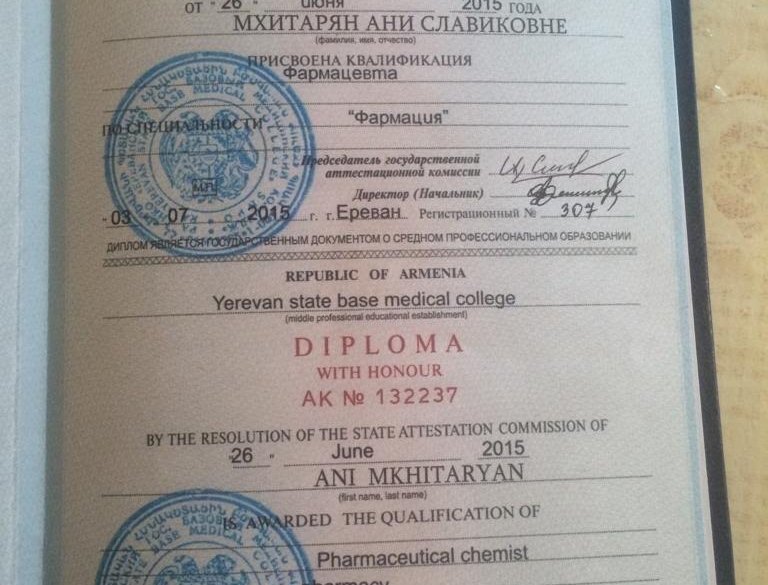 ОТ "26" июня 2015 ГОДА
МХИТАРЯН АНИ СЛАВИКОВНЕ
(фамилия, имя, отчество)
ПРИСВОЕНА КВАЛИФИКАЦИЯ
Фармацевта
ПО СПЕЦИАЛЬНОСТИ "Фармация"
Председатель государственной
аттестационной комиссии
Директор (Начальник)
М.П.
03 07 2015 г. г. Ереван Регистрационный № 307
ДИПЛОМ ЯВЛЯЕТСЯ ГОСУДАРСТВЕННЫМ ДОКУМЕНТОМ О СРЕДНОМ ПРОФЕССИОНАЛЬНОМ ОБРАЗОВАНИИ
REPUBLIC OF ARMENIA
Yerevan state base medical college
(middle professional educational establishment)
DIPLOMA
WITH HONOUR
АК № 132237
BY THE RESOLUTION OF THE STATE ATTESTATION COMMISSION OF
"26" June 2015
ANI MKHITARYAN
(first name, last name)
IS AWARDED THE QUALIFICATION OF
Pharmaceutical chemist
pharmacy